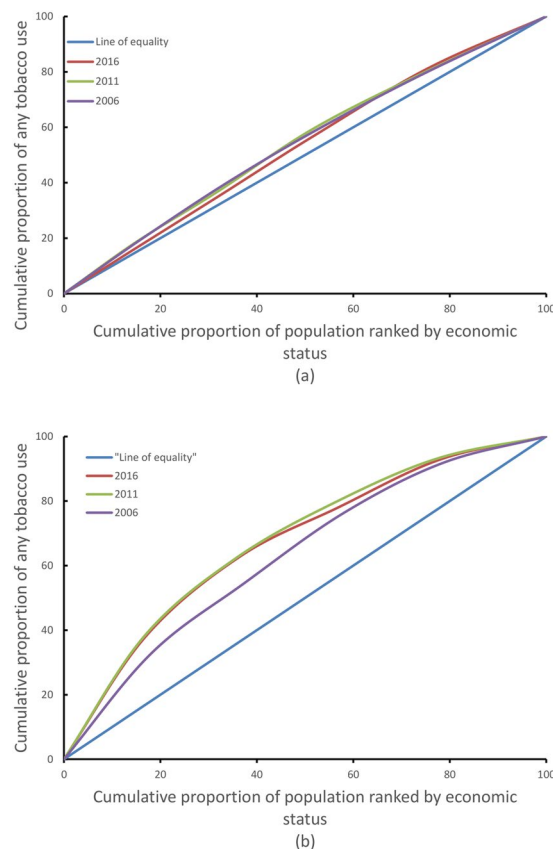 100
80
60
40
20
0
Cumulative proportion of any tobacco use
Line of equality
2016
2011
2006
0 20 40 60 80 100
Cumulative proportion of population ranked by economic
status
(a)
100
80
60
40
20
0
Cumulative proportion of any tobacco use
"Line of equality"
2016
2011
2006
0 20 40 60 80 100
Cumulative proportion of population ranked by economic
status
(b)